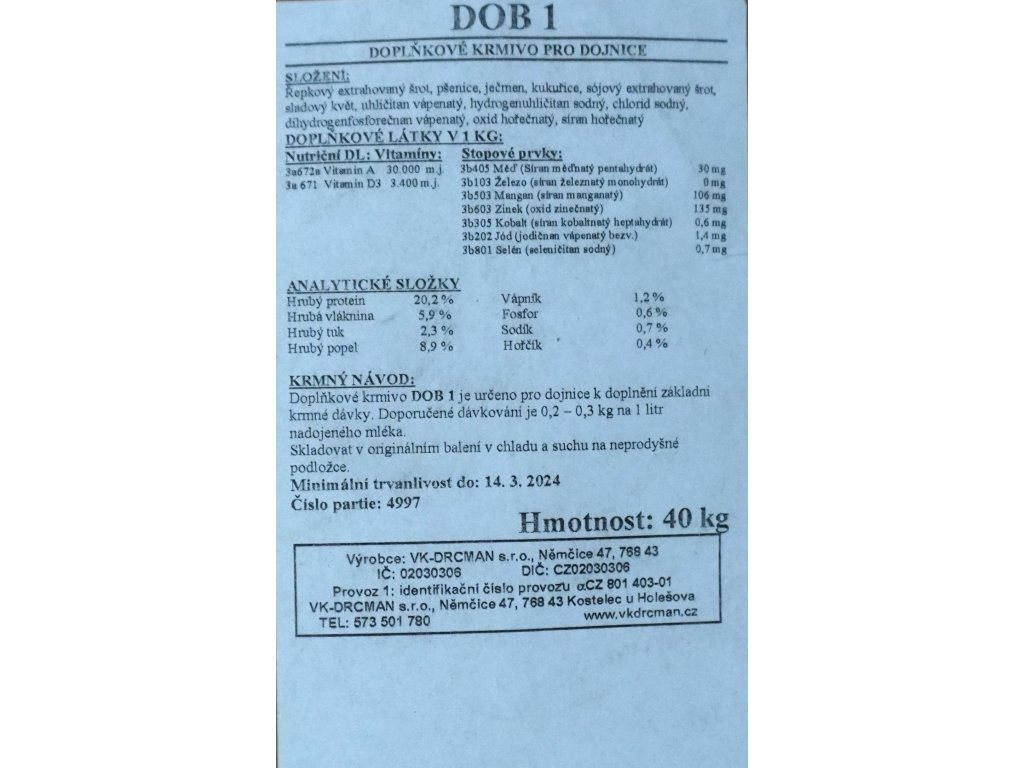 DOB 1
DOPLŇKOVÉ KRMIVO PRO DOJNICE
SLOŽENÍ:
Řepkový extrahovaný šrot, pšenice, ječmen, kukuřice, sójový extrahovaný šrot,
sladový květ, uhličitan vápenatý, hydrogenuhličitan sodný, chlorid sodný,
dihydrogenfosforečnan vápenatý, oxid hořečnatý, síran hořečnatý
DOPLŇKOVÉ LÁTKY V 1 KG:
Nutriční DL: Vitamíny: Stopové prvky:
3a672a Vitamin A 30.000 m.j. 3b405 Měď (Síran měďnatý pentahydrát) 30 mg
3a 671 Vitamin D3 3.400 m.j. 3b103 Železo (síran železnatý monohydrát) 0 mg
3b503 Mangan (síran manganatý) 106 mg
3b603 Zinek (oxid zinečnatý) 135 mg
3b305 Kobalt (síran kobaltnatý heptahydrát) 0,6 mg
3b202 Jód (jodičnan vápenatý bezv.) 1,4 mg
3b801 Selén (seleničitan sodný) 0,7 mg
ANALYTICKÉ SLOŽKY
Hrubý protein 20,2 % Vápník 1,2 %
Hrubá vláknina 5,9 % Fosfor 0,6 %
Hrubý tuk 2,3 % Sodík 0,7 %
Hrubý popel 8,9 % Hořčík 0,4 %
KRMNÝ NÁVOD:
Doplňkové krmivo DOB 1 je určeno pro dojnice k doplnění základní
krmné dávky. Doporučené dávkování je 0,2 – 0,3 kg na 1 litr
nadojeného mléka.
Skladovat v originálním balení v chladu a suchu na neprodyšné
podložce.
Minimální trvanlivost do: 14. 3. 2024
Číslo partie: 4997
Hmotnost: 40 kg
Výrobce: VK-DRCMAN s.r.o., Němčice 47, 768 43
IČ: 02030306 DIČ: CZ02030306
Provoz 1: identifikační číslo provozu αCZ 801 403-01
VK-DRCMAN s.r.o., Němčice 47, 768 43 Kostelec u Holešova
TEL: 573 501 780 www.vkdrcman.cz